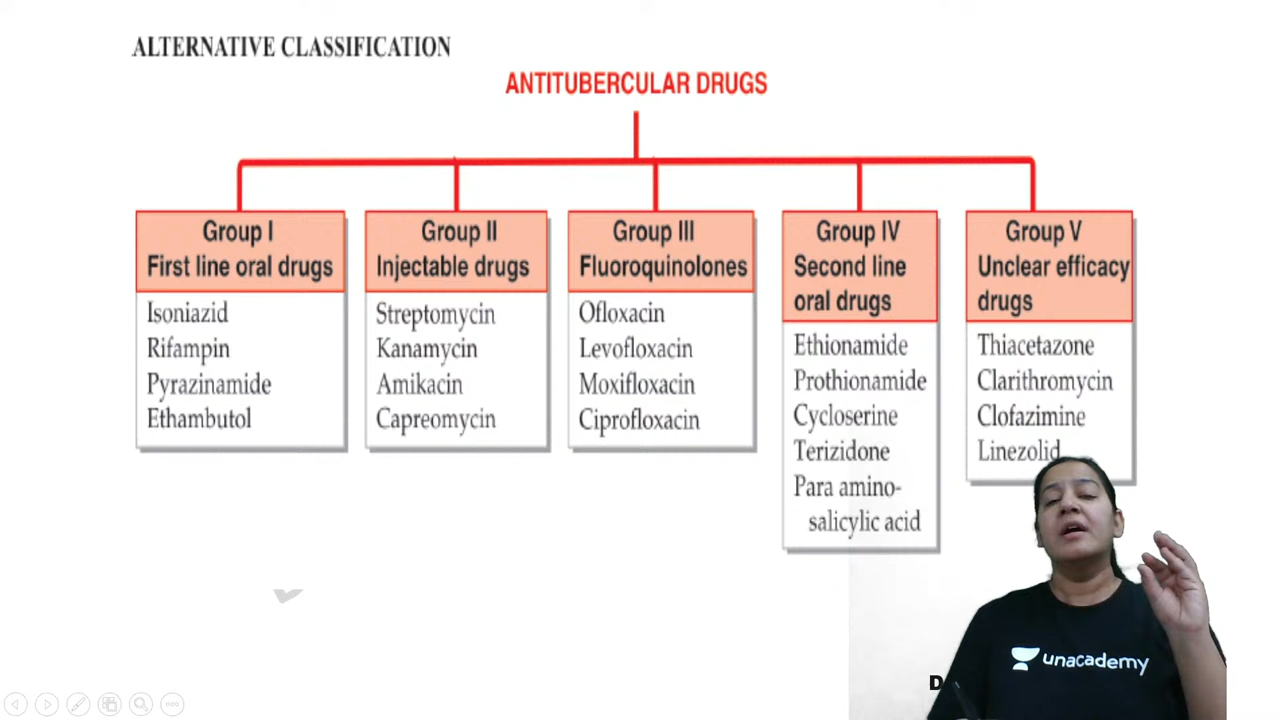 ALTERNATIVE CLASSIFICATION
ANTITUBERCULAR DRUGS
Group I
First line oral drugs
Isoniazid
Rifampin
Pyrazinamide
Ethambutol
Group II
Injectable drugs
Streptomycin
Kanamycin
Amikacin
Capreomycin
Group III
Fluoroquinolones
Ofloxacin
Levofloxacin
Moxifloxacin
Ciprofloxacin
Group IV
Second line
oral drugs
Ethionamide
Prothionamide
Cycloserine
Terizidone
Para amino-
salicylic acid
Group V
Unclear efficacy
drugs
Thiacetazone
Clarithromycin
Clofazimine
Linezolid
unacademy